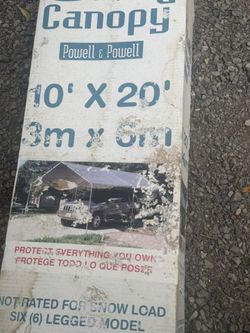 Canopy
Powell & Powell
10' X 20'
3m x 6m
PROTECT EVERYTHING YOU OWN
PROTEGE TODO LO QUE POSEE
NOT RATED FOR SNOW LOAD
SIX (6) LEGGED MODEL